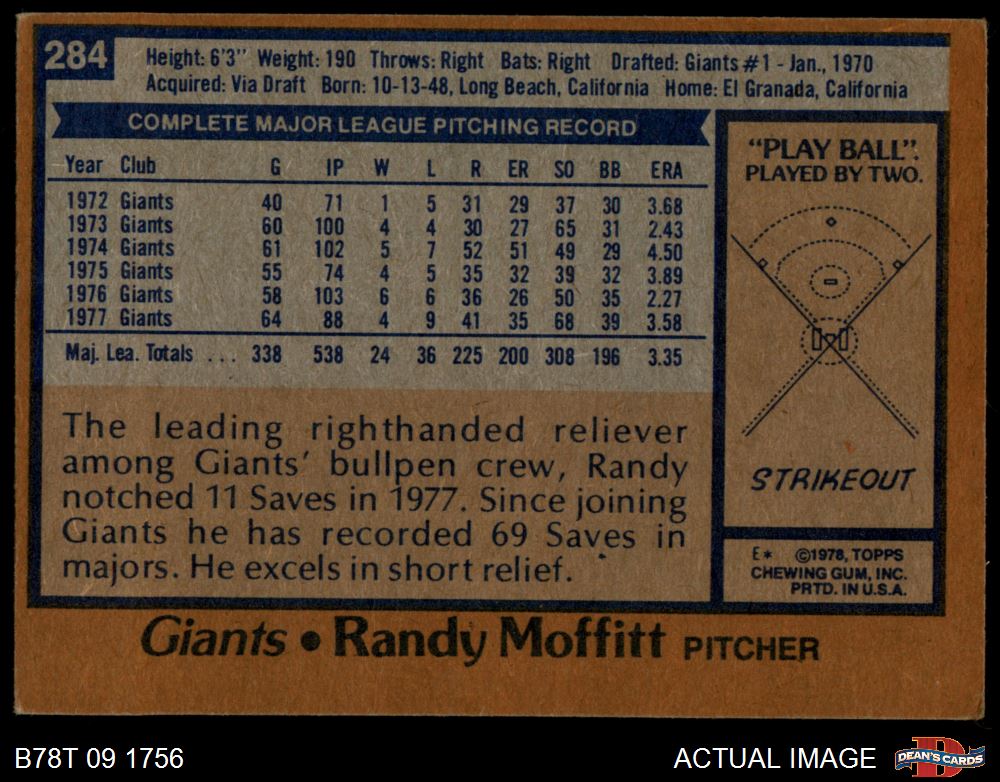 284
Height: 6'3" Weight: 190 Throws: Right Bats: Right Drafted: Giants #1 - Jan., 1970
Acquired: Via Draft Born: 10-13-48, Long Beach, California Home: El Granada, California
COMPLETE MAJOR LEAGUE PITCHING RECORD
Year Club G IP W L R ER SO BB ERA
1972 Giants 40 71 1 5 31 29 37 30 3.68
1973 Giants 60 100 4 4 30 27 65 31 2.43
1974 Giants 61 102 5 7 52 51 49 29 4.50
1975 Giants 55 74 4 5 35 32 39 32 3.89
1976 Giants 58 103 6 6 36 26 50 35 2.27
1977 Giants 64 88 4 9 41 35 68 39 3.58
Maj. Lea. Totals ... 338 538 24 36 225 200 308 196 3.35
The leading righthanded reliever
among Giants' bullpen crew, Randy
notched 11 Saves in 1977. Since joining
Giants he has recorded 69 Saves in
majors. He excels in short relief.
"PLAY BALL".
PLAYED BY TWO.
STRIKEOUT
E* ©1978, TOPPS
CHEWING GUM, INC.
PRTD. IN U.S.A.
Giants • Randy Moffitt PITCHER
B78T 09 1756
ACTUAL IMAGE
D
DEAN'S CARDS